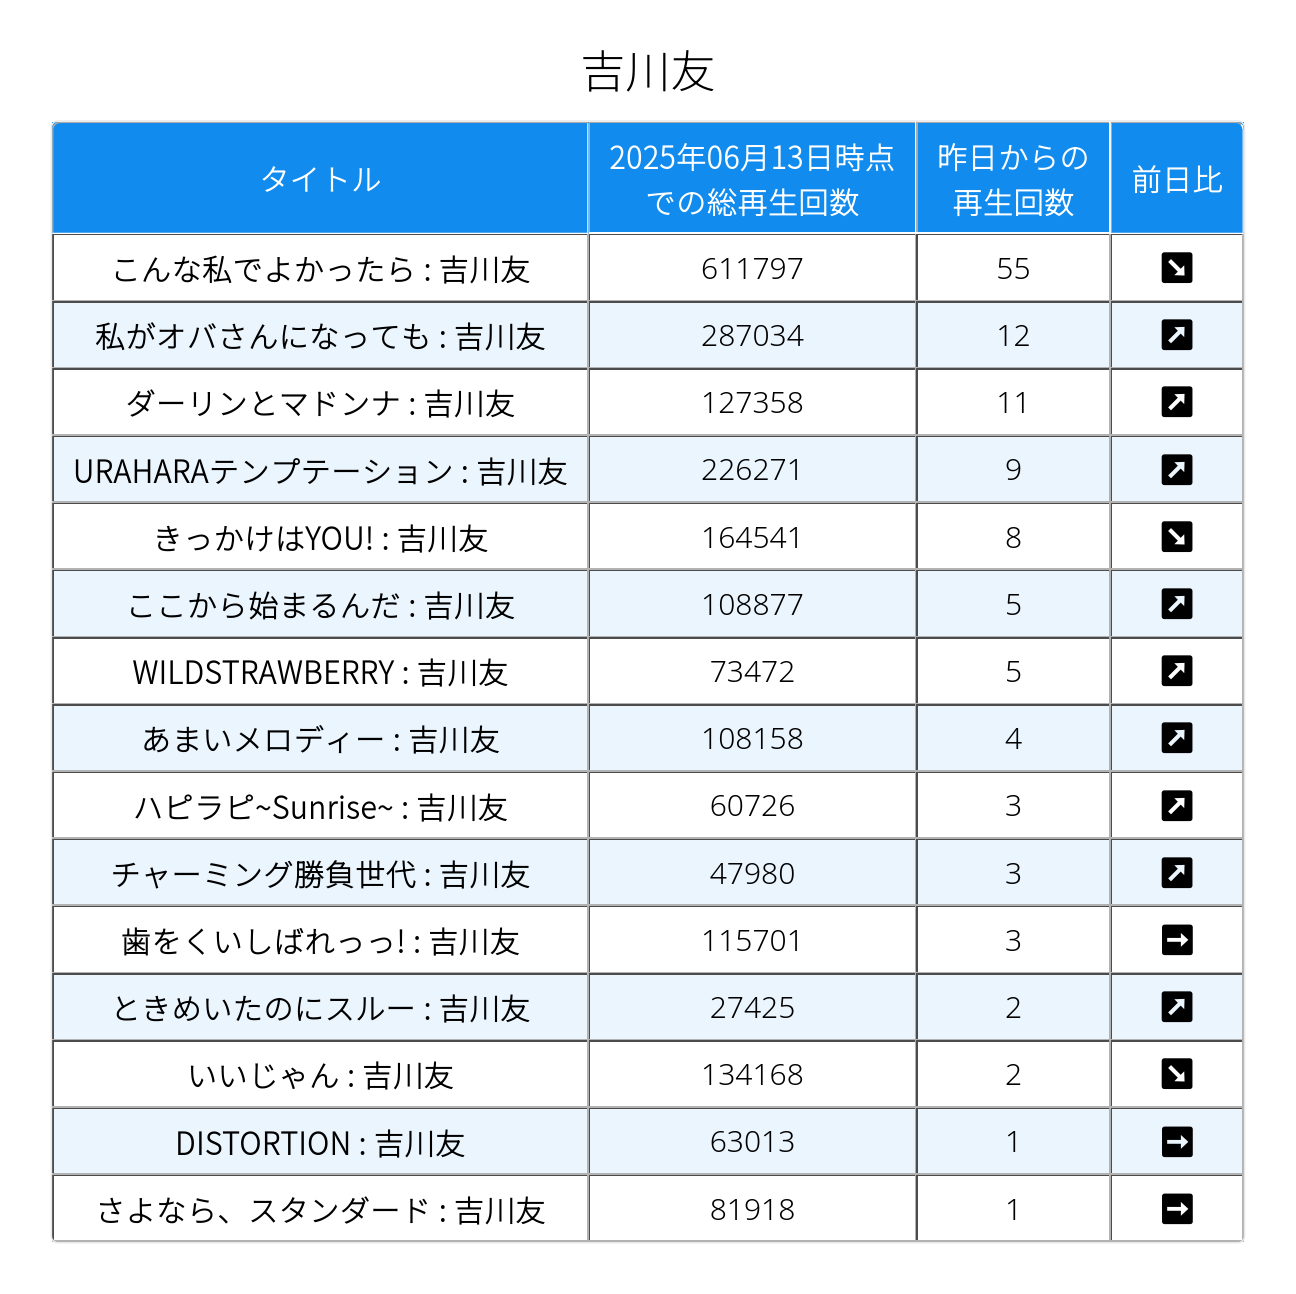 吉川友
タイトル 2025年06月13日時点での総再生回数 昨日からの再生回数 前日比
こんな私でよかったら : 吉川友 611797 55 ↘
私がオバさんになっても : 吉川友 287034 12 ↗
ダーリンとマドンナ : 吉川友 127358 11 ↗
URAHARAテンプテーション : 吉川友 226271 9 ↗
きっかけはYOU! : 吉川友 164541 8 ↘
ここから始まるんだ : 吉川友 108877 5 ↗
WILDSTRAWBERRY : 吉川友 73472 5 ↗
あまいメロディー : 吉川友 108158 4 ↗
ハピラピ~Sunrise~ : 吉川友 60726 3 ↗
チャーミング勝負世代 : 吉川友 47980 3 ↗
歯をくいしばれっっ! : 吉川友 115701 3 →
ときめいたのにスルー : 吉川友 27425 2 ↗
いいじゃん : 吉川友 134168 2 ↘
DISTORTION : 吉川友 63013 1 →
さよなら、スタンダード : 吉川友 81918 1 →